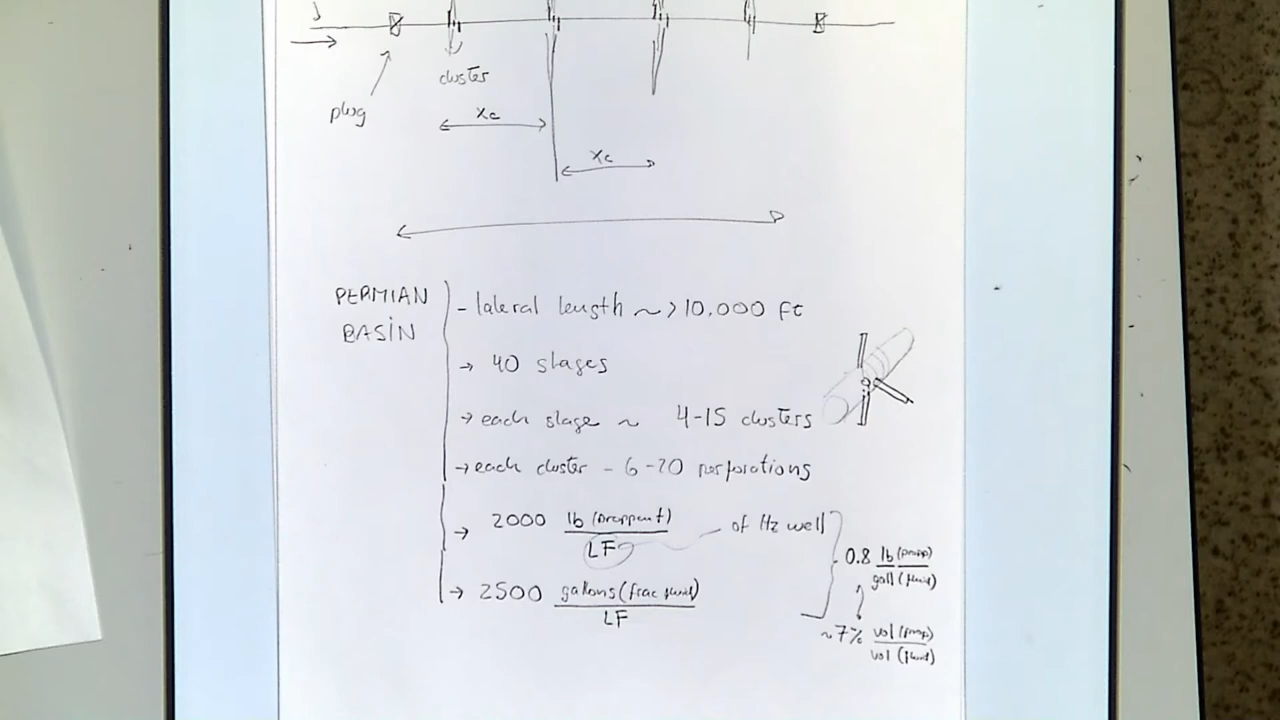 cluster
plug
xc
xc
PERMIAN
BASIN
- lateral length ~> 10.000 ft
→ 40 stages
→ each stage ~ 4-15 clusters
→ each cluster - 6-20 perforations
→ 2000 lb (proppant) / LF of Hz well
→ 2500 gallons (frac fluid) / LF
0.8 lb (prop) / gall (fluid)
~7% vol (prop) / vol (fluid)